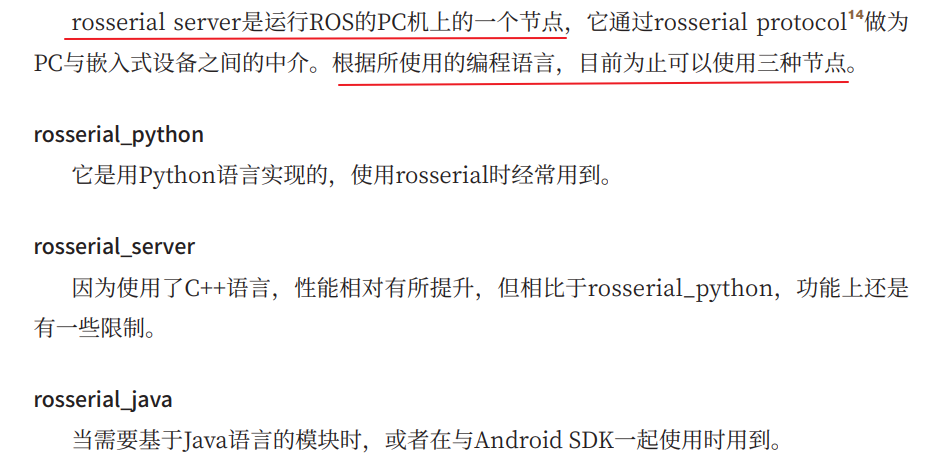 rosserial server是运行ROS的PC机上的一个节点，它通过rosserial protocol14做为
PC与嵌入式设备之间的中介。根据所使用的编程语言，目前为止可以使用三种节点。
rosserial_python
它是用Python语言实现的，使用rosserial时经常用到。
rosserial_server
因为使用了C++语言，性能相对有所提升，但相比于rosserial_python，功能上还是
有一些限制。
rosserial_java
当需要基于Java语言的模块时，或者在与Android SDK一起使用时用到。